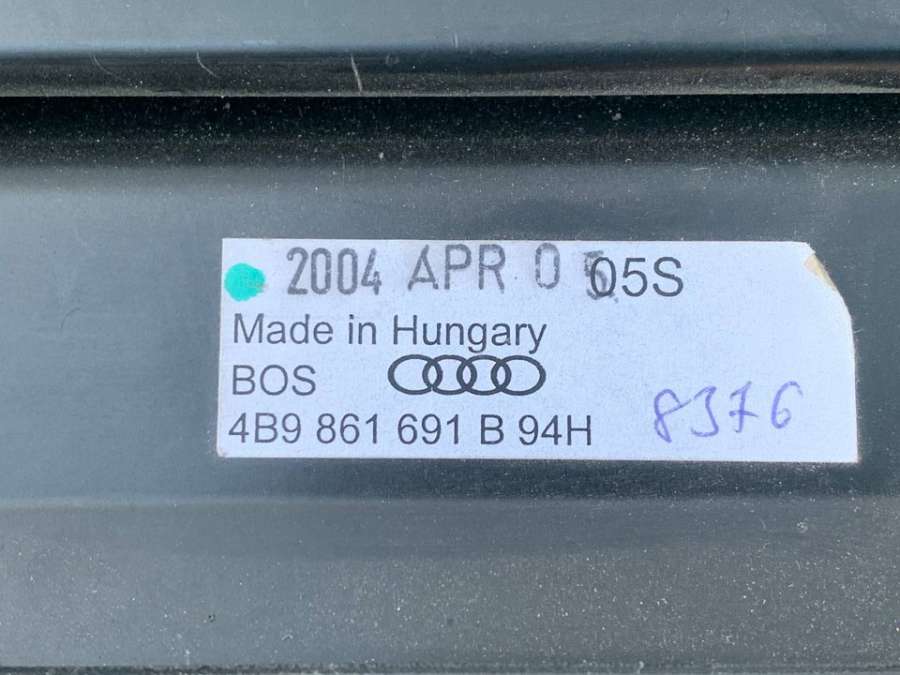 2004 APR 0 05S
Made in Hungary
BOS
4B9 861 691 B 94H
8376